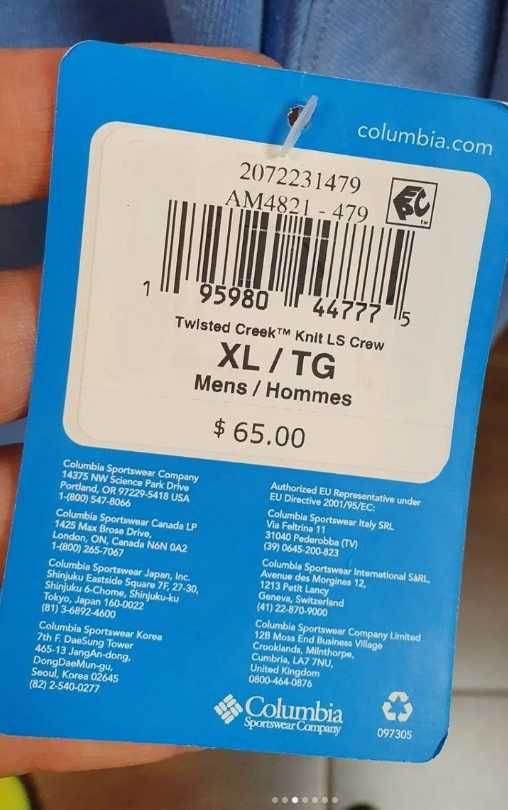 columbia.com
2072231479
AM4821 - 479
EPC
TM
1 95980 44777 5
Twisted Creek™ Knit LS Crew
XL / TG
Mens / Hommes
$ 65.00
Columbia Sportswear Company
14375 NW Science Park Drive
Portland, OR 97229-5418 USA
1-(800) 547-8066
Columbia Sportswear Canada LP
1425 Max Brose Drive,
London, ON, Canada N6N 0A2
1-(800) 265-7067
Columbia Sportswear Japan, Inc.
Shinjuku Eastside Square 7F, 27-30,
Shinjuku 6-Chome, Shinjuku-ku
Tokyo, Japan 160-0022
(81) 3-6892-4600
Columbia Sportswear Korea
7th F. DaeSung Tower
465-13 JangAn-dong,
DongDaeMun-gu,
Seoul, Korea 02645
(82) 2-540-0277
Authorized EU Representative under
EU Directive 2001/95/EC:
Columbia Sportswear Italy SRL
Via Feltrina 11
31040 Pederobba (TV)
(39) 0645-200-823
Columbia Sportswear International SàRL,
Avenue des Morgines 12,
1213 Petit Lancy
Geneva, Switzerland
(41) 22-870-9000
Columbia Sportswear Company Limited
12B Moss End Business Village
Crooklands, Milnthorpe,
Cumbria, LA7 7NU,
United Kingdom
0800-464-0876
Columbia
Sportswear Company
097305